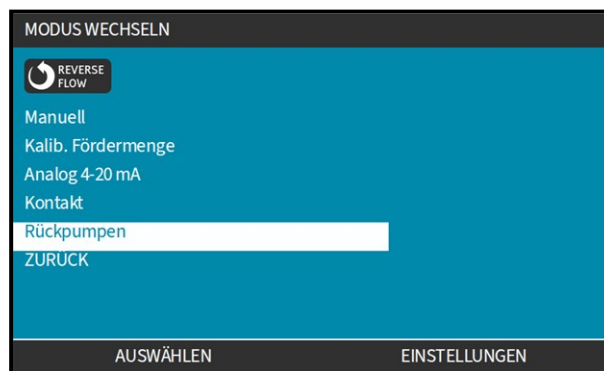 MODUS WECHSELN
REVERSE
FLOW
Manuell
Kalib. Fördermenge
Analog 4-20 mA
Kontakt
Rückpumpen
ZURÜCK
AUSWÄHLEN EINSTELLUNGEN